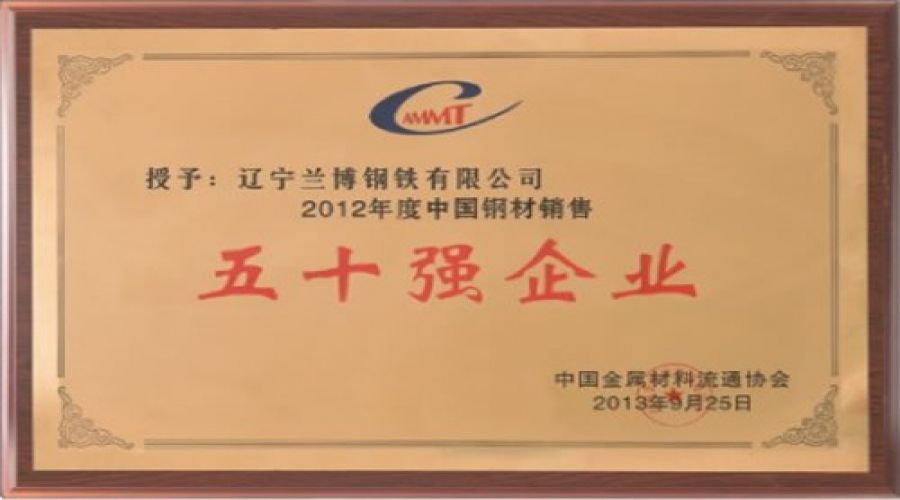 CAMMT
授予：辽宁兰博钢铁有限公司
2012年度中国钢材销售
五十强企业
中国金属材料流通协会
2013年9月25日